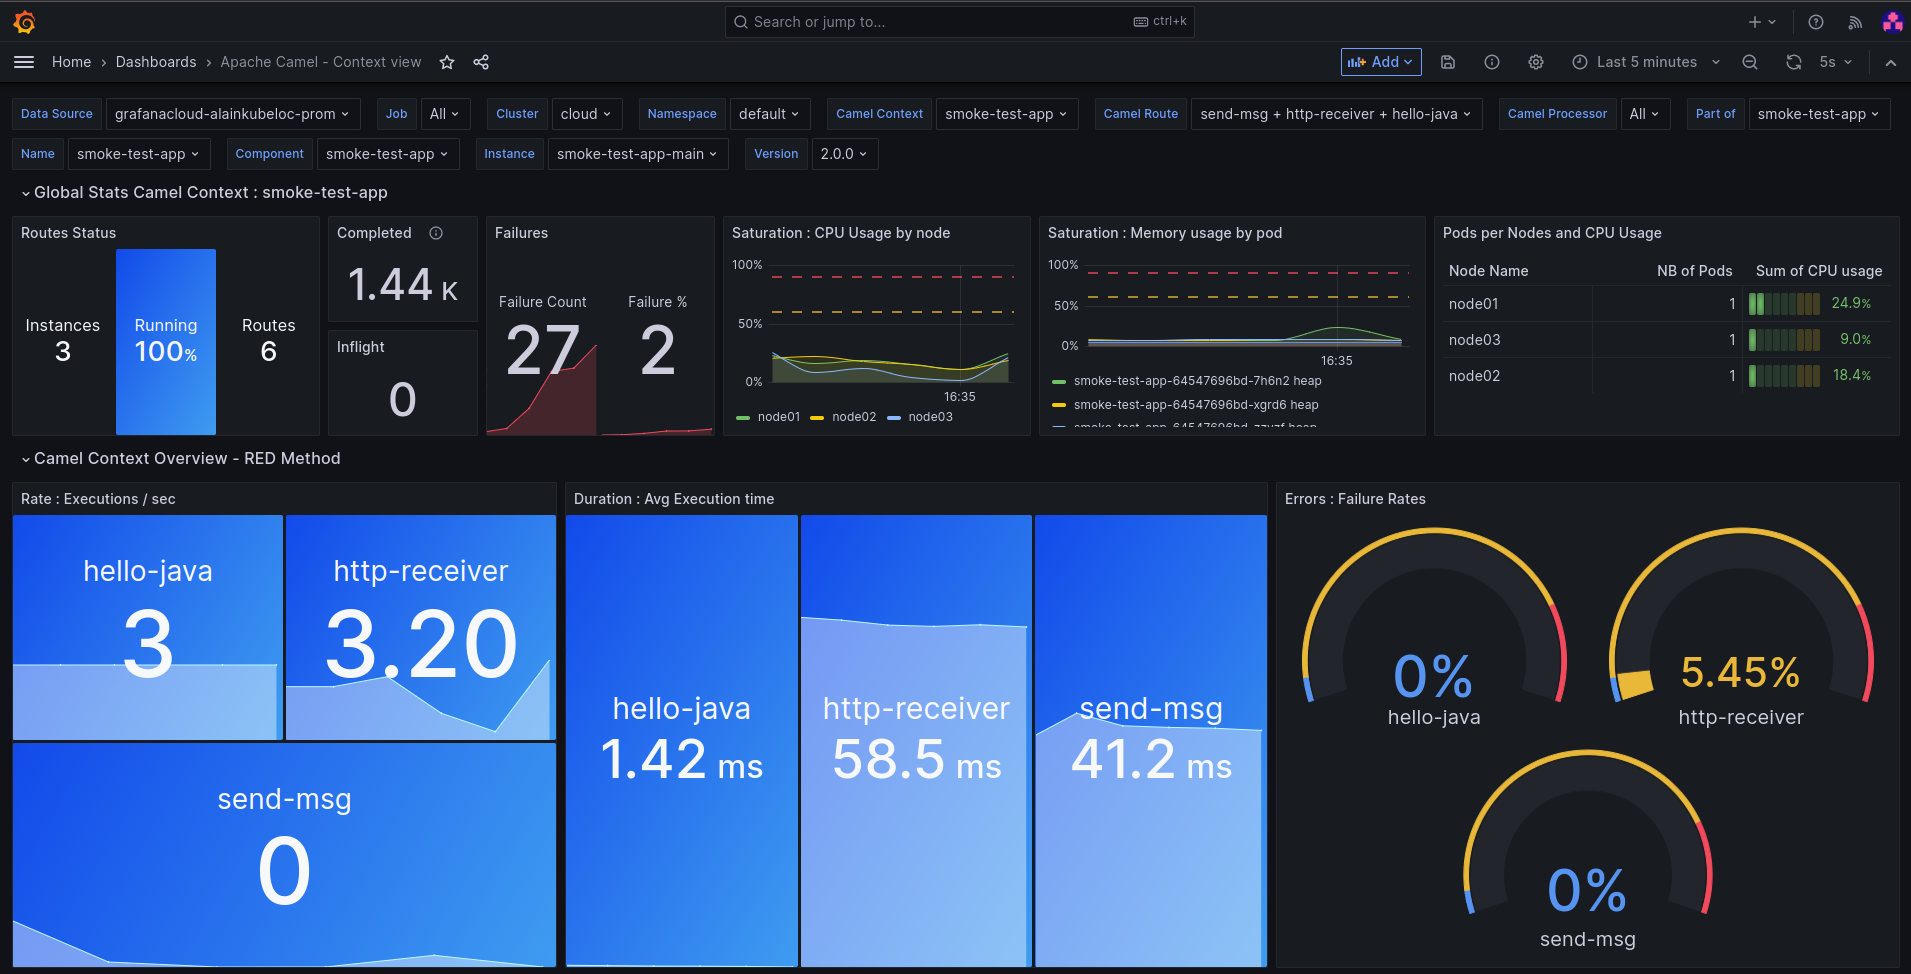 Search or jump to... ctrl+k
Home › Dashboards › Apache Camel - Context view
Add
Last 5 minutes
5s
Data Source grafanacloud-alainkubeloc-prom
Job All
Cluster cloud
Namespace default
Camel Context smoke-test-app
Camel Route send-msg + http-receiver + hello-java
Camel Processor All
Part of smoke-test-app
Name smoke-test-app
Component smoke-test-app
Instance smoke-test-app-main
Version 2.0.0
Global Stats Camel Context : smoke-test-app
Routes Status
Instances
3
Running
100%
Routes
6
Completed
1.44 K
Inflight
0
Failures
Failure Count
27
Failure %
2
Saturation : CPU Usage by node
100%
50%
0%
16:35
node01 node02 node03
Saturation : Memory usage by pod
100%
50%
0%
16:35
smoke-test-app-64547696bd-7h6n2 heap
smoke-test-app-64547696bd-xgrd6 heap
Pods per Nodes and CPU Usage
Node Name NB of Pods Sum of CPU usage
node01 1 24.9%
node03 1 9.0%
node02 1 18.4%
Camel Context Overview - RED Method
Rate : Executions / sec
hello-java
3
http-receiver
3.20
send-msg
0
Duration : Avg Execution time
hello-java
1.42 ms
http-receiver
58.5 ms
send-msg
41.2 ms
Errors : Failure Rates
0%
hello-java
5.45%
http-receiver
0%
send-msg